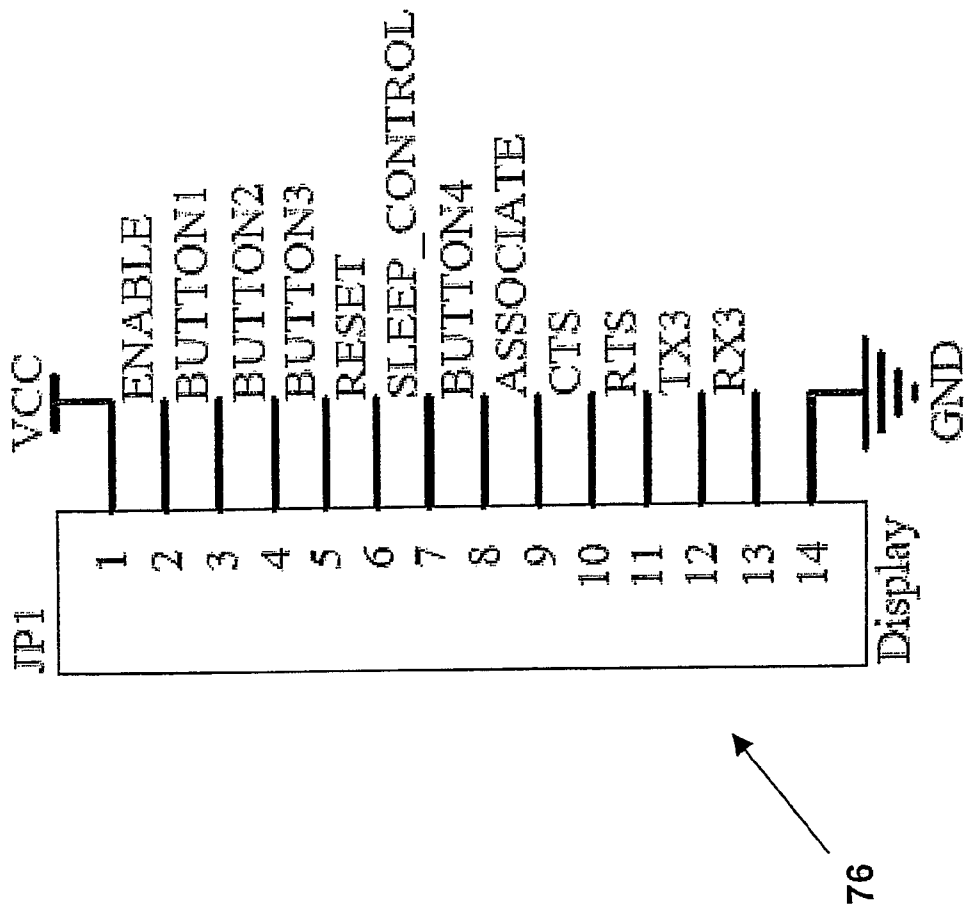 JP1
VCC
1
2 ENABLE
3 BUTTON1
4 BUTTON2
5 BUTTON3
6 RESET
7 SLEEP_CONTROL
8 BUTTON4
9 ASSOCIATE
10 CTS
11 RTS
12 TX3
13 RX3
14
Display
GND
76